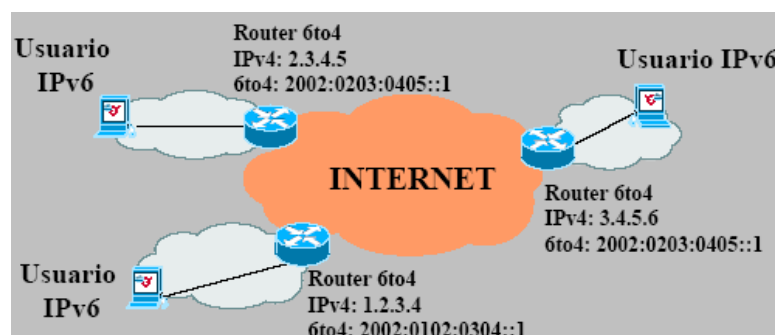 Usuario
IPv6
Router 6to4
IPv4: 2.3.4.5
6to4: 2002:0203:0405::1
Usuario IPv6
INTERNET
Router 6to4
IPv4: 3.4.5.6
6to4: 2002:0203:0405::1
Usuario
IPv6
Router 6to4
IPv4: 1.2.3.4
6to4: 2002:0102:0304::1